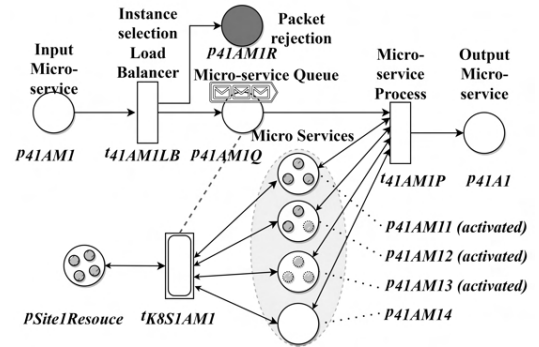 Instance
selection
Load
Balancer
Packet
rejection
p41AM1R
Input
Micro-
service
Micro-service Queue
Micro-
service
Process
Output
Micro-
service
p41AM1
t41AM1LB
p41AM1Q
Micro Services
t41AM1P
p41A1
p41AM11 (activated)
p41AM12 (activated)
p41AM13 (activated)
p41AM14
pSite1Resouce
tK8S1AM1